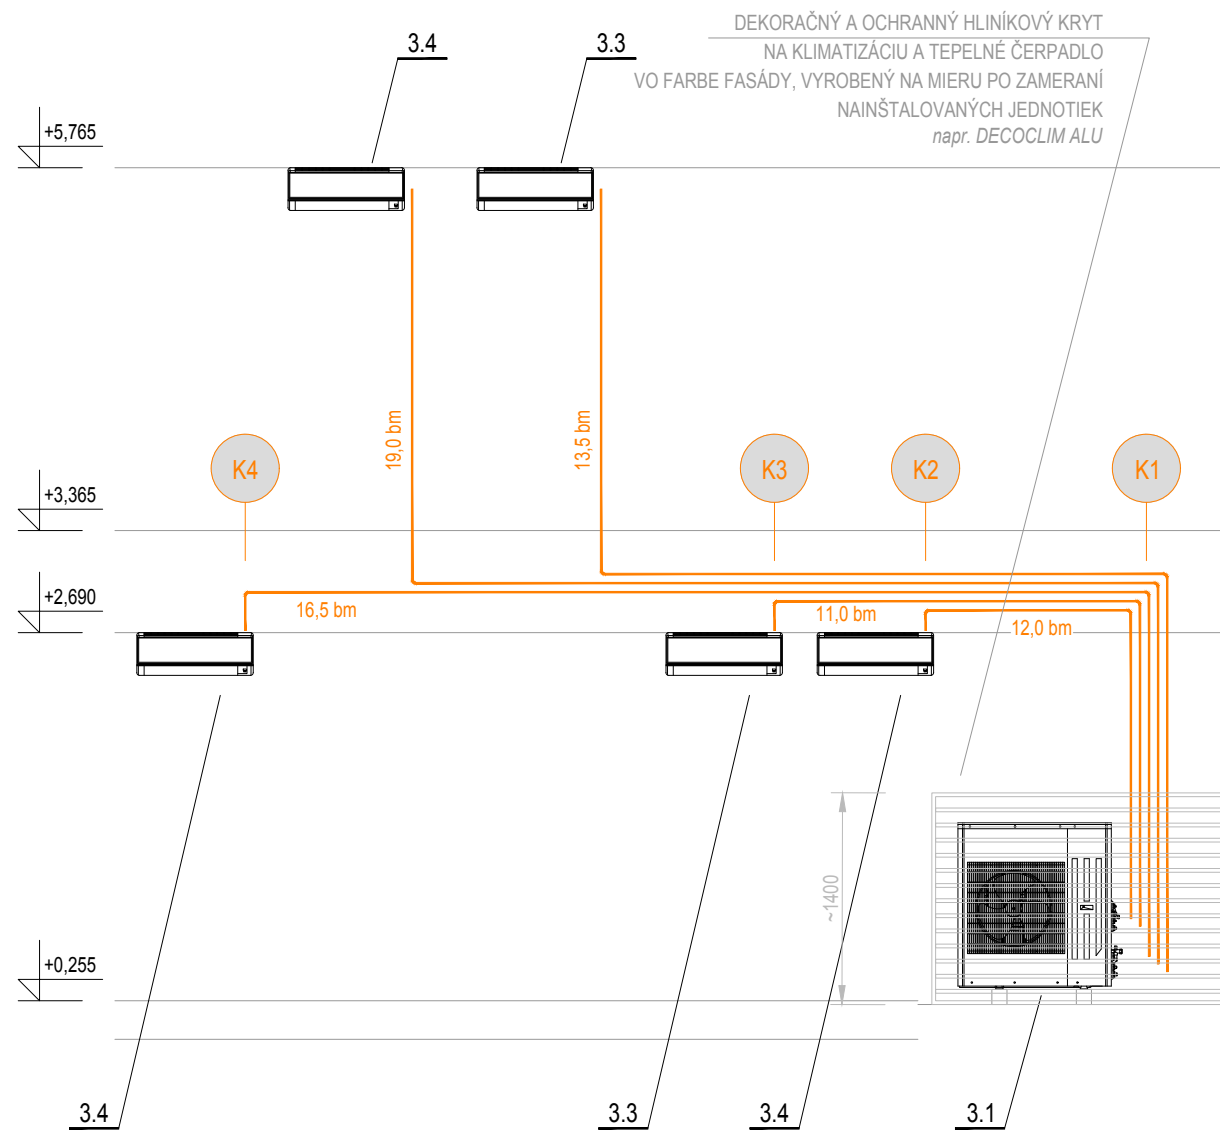 DEKORAČNÝ A OCHRANNÝ HLINÍKOVÝ KRYT
NA KLIMATIZÁCIU A TEPELNÉ ČERPADLO
VO FARBE FASÁDY, VYROBENÝ NA MIERU PO ZAMERANÍ
NAINŠTALOVANÝCH JEDNOTIEK
napr. DECOCLIM ALU
3.4
3.3
+5,765
19,0 bm
13,5 bm
K4
K3
K2
K1
+3,365
+2,690
16,5 bm
11,0 bm
12,0 bm
~1400
+0,255
3.4
3.3
3.4
3.1